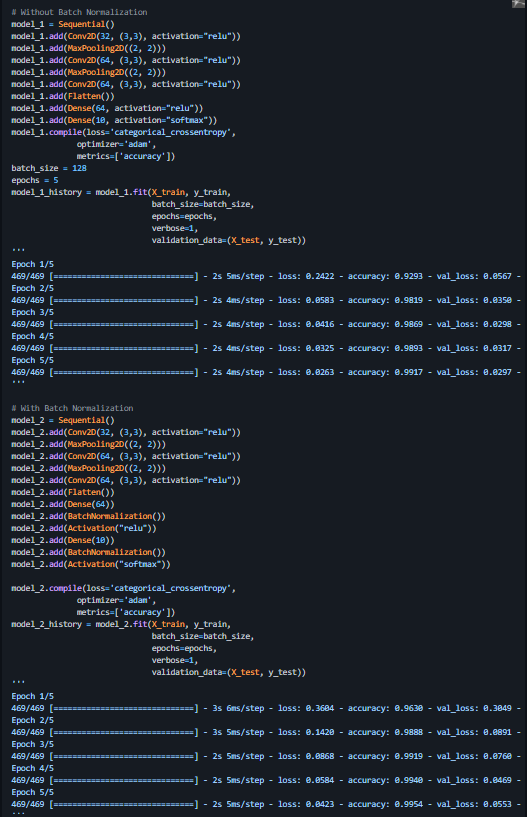 # Without Batch Normalization
model_1 = Sequential()
model_1.add(Conv2D(32, (3,3), activation="relu"))
model_1.add(MaxPooling2D((2, 2)))
model_1.add(Conv2D(64, (3,3), activation="relu"))
model_1.add(MaxPooling2D((2, 2)))
model_1.add(Conv2D(64, (3,3), activation="relu"))
model_1.add(Flatten())
model_1.add(Dense(64, activation="relu"))
model_1.add(Dense(10, activation="softmax"))
model_1.compile(loss='categorical_crossentropy',
optimizer='adam',
metrics=['accuracy'])
batch_size = 128
epochs = 5
model_1_history = model_1.fit(X_train, y_train,
batch_size=batch_size,
epochs=epochs,
verbose=1,
validation_data=(X_test, y_test))
'''
Epoch 1/5
469/469 [==============================] - 2s 5ms/step - loss: 0.2422 - accuracy: 0.9293 - val_loss: 0.0567 -
Epoch 2/5
469/469 [==============================] - 2s 4ms/step - loss: 0.0583 - accuracy: 0.9819 - val_loss: 0.0350 -
Epoch 3/5
469/469 [==============================] - 2s 4ms/step - loss: 0.0416 - accuracy: 0.9869 - val_loss: 0.0298 -
Epoch 4/5
469/469 [==============================] - 2s 4ms/step - loss: 0.0325 - accuracy: 0.9893 - val_loss: 0.0317 -
Epoch 5/5
469/469 [==============================] - 2s 4ms/step - loss: 0.0263 - accuracy: 0.9917 - val_loss: 0.0297 -
'''
# With Batch Normalization
model_2 = Sequential()
model_2.add(Conv2D(32, (3,3), activation="relu"))
model_2.add(MaxPooling2D((2, 2)))
model_2.add(Conv2D(64, (3,3), activation="relu"))
model_2.add(MaxPooling2D((2, 2)))
model_2.add(Conv2D(64, (3,3), activation="relu"))
model_2.add(Flatten())
model_2.add(Dense(64))
model_2.add(BatchNormalization())
model_2.add(Activation("relu"))
model_2.add(Dense(10))
model_2.add(BatchNormalization())
model_2.add(Activation("softmax"))
model_2.compile(loss='categorical_crossentropy',
optimizer='adam',
metrics=['accuracy'])
model_2_history = model_2.fit(X_train, y_train,
batch_size=batch_size,
epochs=epochs,
verbose=1,
validation_data=(X_test, y_test))
'''
Epoch 1/5
469/469 [==============================] - 3s 6ms/step - loss: 0.3604 - accuracy: 0.9630 - val_loss: 0.3049 -
Epoch 2/5
469/469 [==============================] - 3s 5ms/step - loss: 0.1420 - accuracy: 0.9888 - val_loss: 0.0891 -
Epoch 3/5
469/469 [==============================] - 2s 5ms/step - loss: 0.0868 - accuracy: 0.9919 - val_loss: 0.0760 -
Epoch 4/5
469/469 [==============================] - 2s 5ms/step - loss: 0.0584 - accuracy: 0.9940 - val_loss: 0.0469 -
Epoch 5/5
469/469 [==============================] - 2s 5ms/step - loss: 0.0423 - accuracy: 0.9954 - val_loss: 0.0553 -
'''